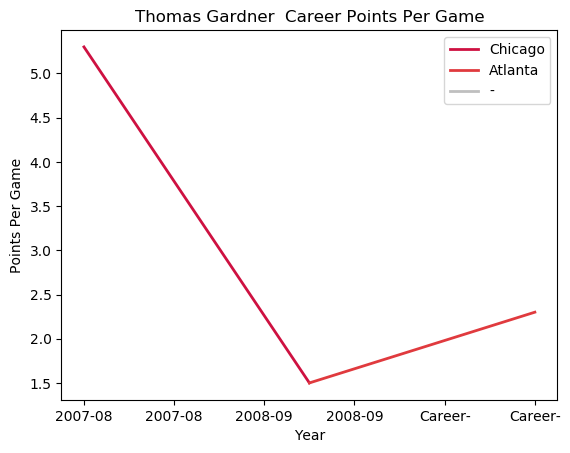 Thomas Gardner  Career Points Per Game
Chicago
Atlanta
-
Points Per Game
5.0
4.5
4.0
3.5
3.0
2.5
2.0
1.5
2007-08 2007-08 2008-09 2008-09 Career- Career-
Year